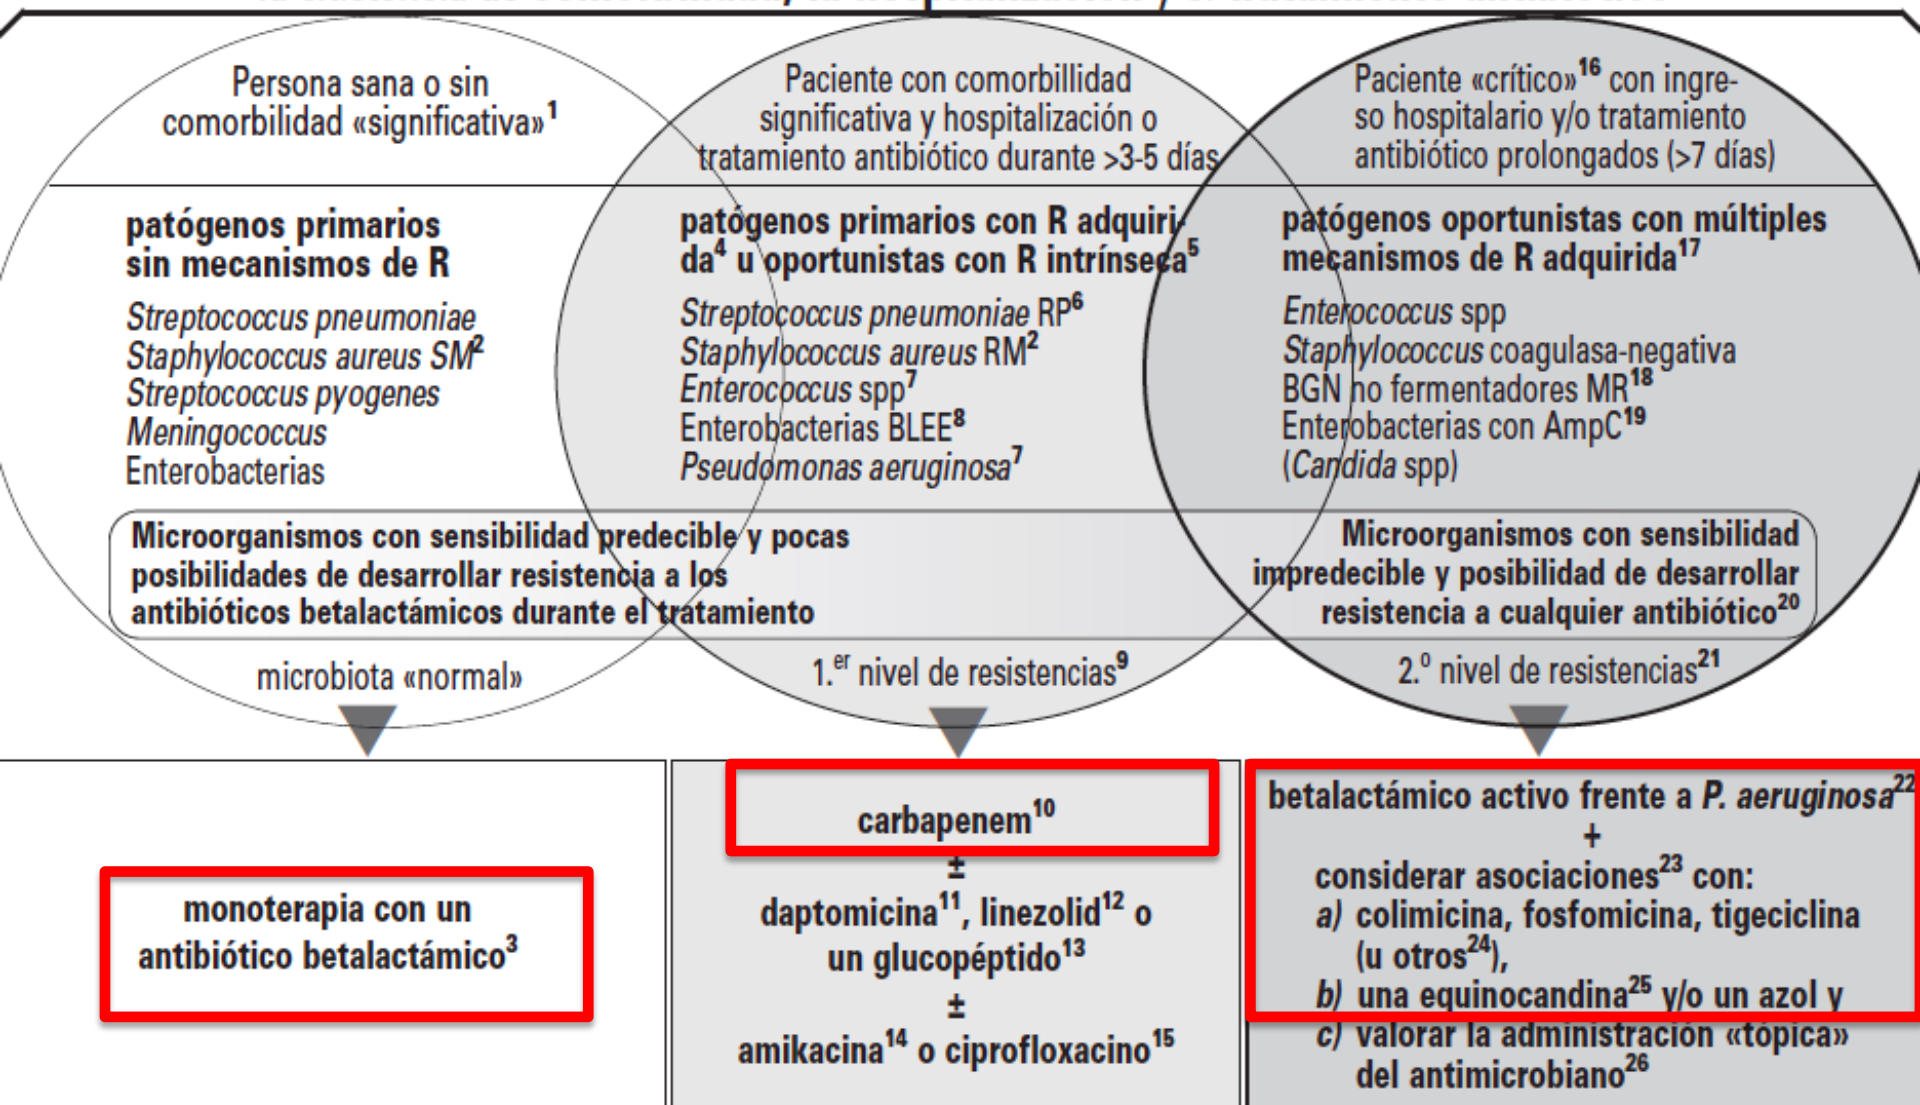 Persona sana o sin
comorbilidad «significativa»1
Paciente con comorbillidad
significativa y hospitalización o
tratamiento antibiótico durante >3-5 días
Paciente «crítico»16 con ingre-
so hospitalario y/o tratamiento
antibiótico prolongados (>7 días)
patógenos primarios
sin mecanismos de R
Streptococcus pneumoniae
Staphylococcus aureus SM2
Streptococcus pyogenes
Meningococcus
Enterobacterias
patógenos primarios con R adquiri-
da4 u oportunistas con R intrínseca5
Streptococcus pneumoniae RP6
Staphylococcus aureus RM2
Enterococcus spp7
Enterobacterias BLEE8
Pseudomonas aeruginosa7
patógenos oportunistas con múltiples
mecanismos de R adquirida17
Enterococcus spp
Staphylococcus coagulasa-negativa
BGN no fermentadores MR18
Enterobacterias con AmpC19
(Candida spp)
Microorganismos con sensibilidad predecible y pocas
posibilidades de desarrollar resistencia a los
antibióticos betalactámicos durante el tratamiento
Microorganismos con sensibilidad
impredecible y posibilidad de desarrollar
resistencia a cualquier antibiótico20
microbiota «normal»
1.er nivel de resistencias9
2.o nivel de resistencias21
monoterapia con un
antibiótico betalactámico3
carbapenem10
±
daptomicina11, linezolid12 o
un glucopéptido13
±
amikacina14 o ciprofloxacino15
betalactámico activo frente a P. aeruginosa22
+
considerar asociaciones23 con:
a) colimicina, fosfomicina, tigeciclina
(u otros24),
b) una equinocandina25 y/o un azol y
c) valorar la administración «tópica»
del antimicrobiano26